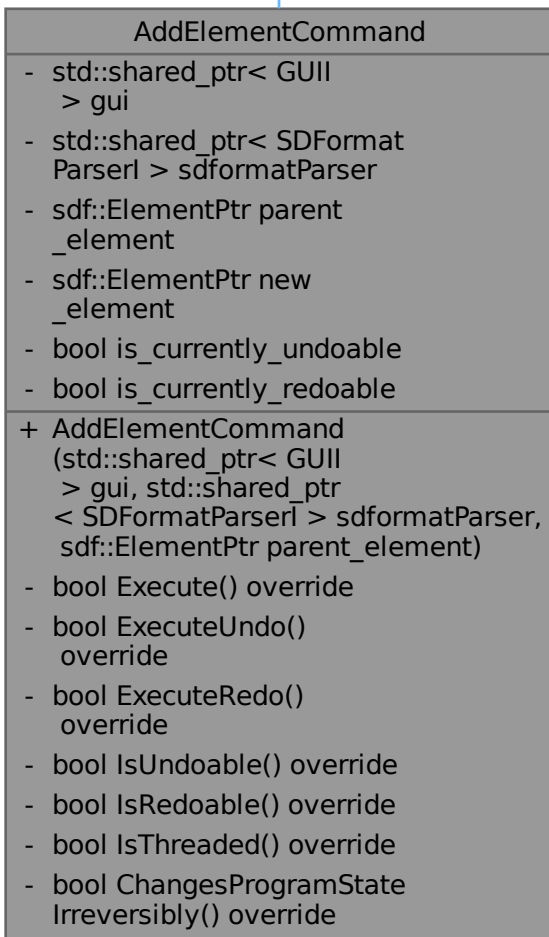 AddElementCommand
- std::shared_ptr< GUII
> gui
- std::shared_ptr< SDFormat
ParserI > sdformatParser
- sdf::ElementPtr parent
_element
- sdf::ElementPtr new
_element
- bool is_currently_undoable
- bool is_currently_redoable
+ AddElementCommand
(std::shared_ptr< GUII
> gui, std::shared_ptr
< SDFormatParserI > sdformatParser,
sdf::ElementPtr parent_element)
- bool Execute() override
- bool ExecuteUndo()
override
- bool ExecuteRedo()
override
- bool IsUndoable() override
- bool IsRedoable() override
- bool IsThreaded() override
- bool ChangesProgramState
Irreversibly() override